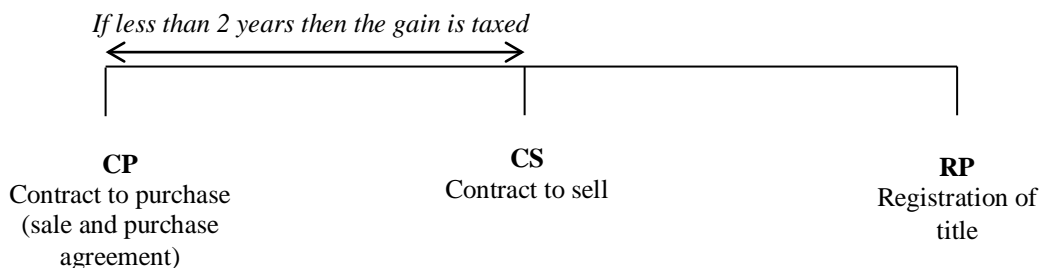 If less than 2 years then the gain is taxed
CP
Contract to purchase
(sale and purchase
agreement)
CS
Contract to sell
RP
Registration of
title